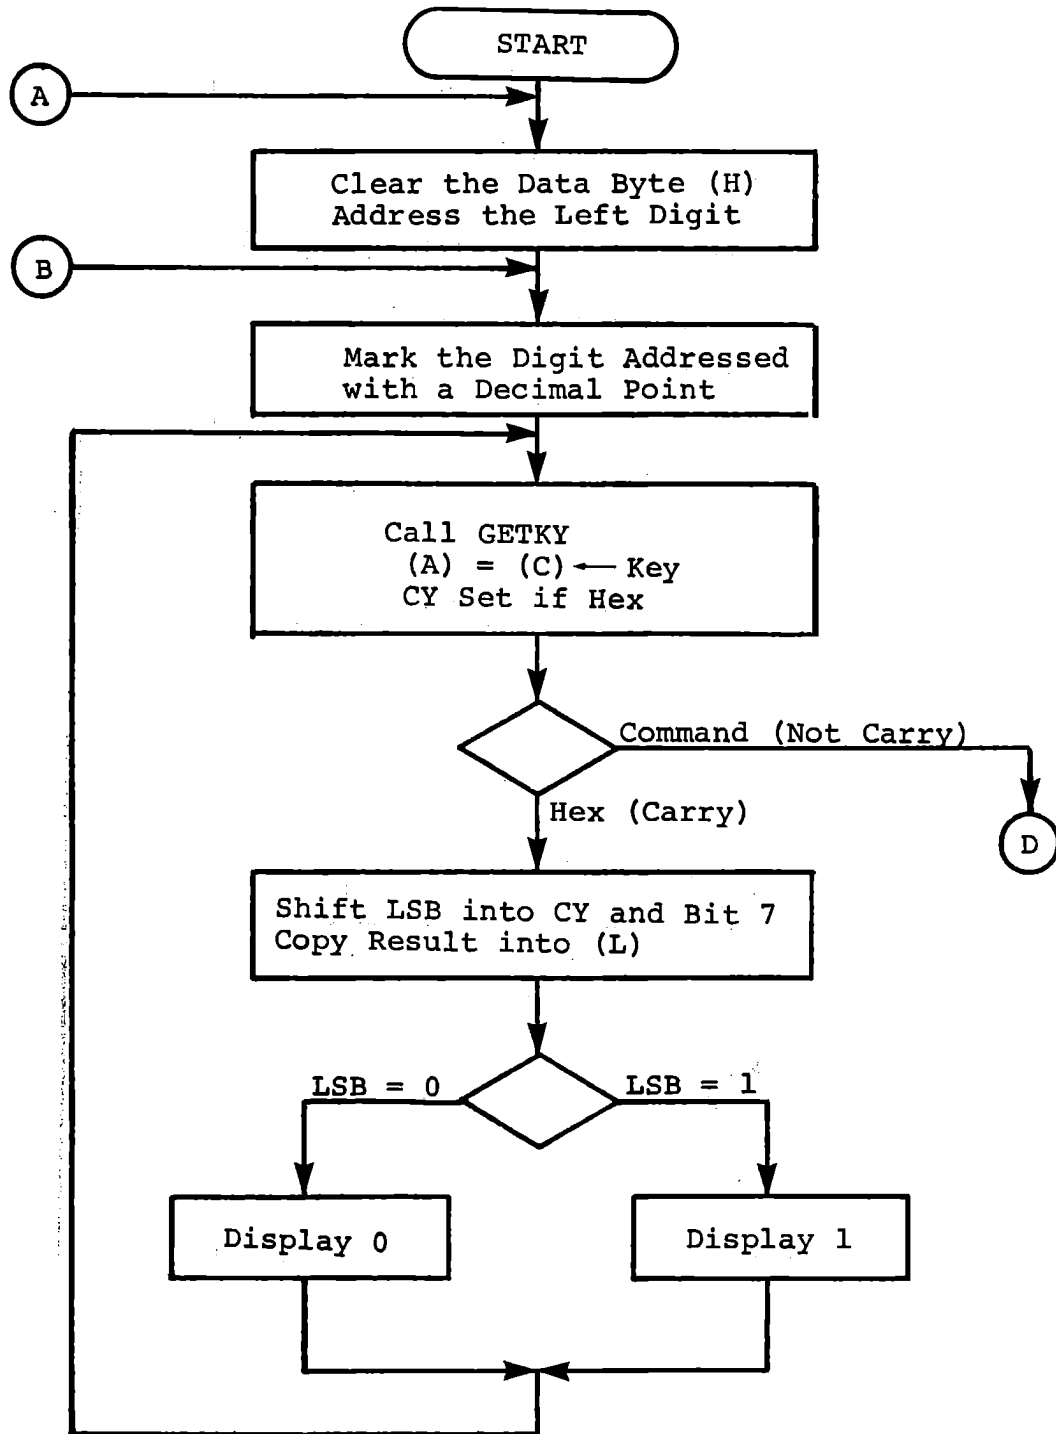 START
A
Clear the Data Byte (H)
Address the Left Digit
B
Mark the Digit Addressed
with a Decimal Point
Call GETKY
(A) = (C) ← Key
CY Set if Hex
Command (Not Carry)
Hex (Carry)
D
Shift LSB into CY and Bit 7
Copy Result into (L)
LSB = 0
LSB = 1
Display 0
Display 1